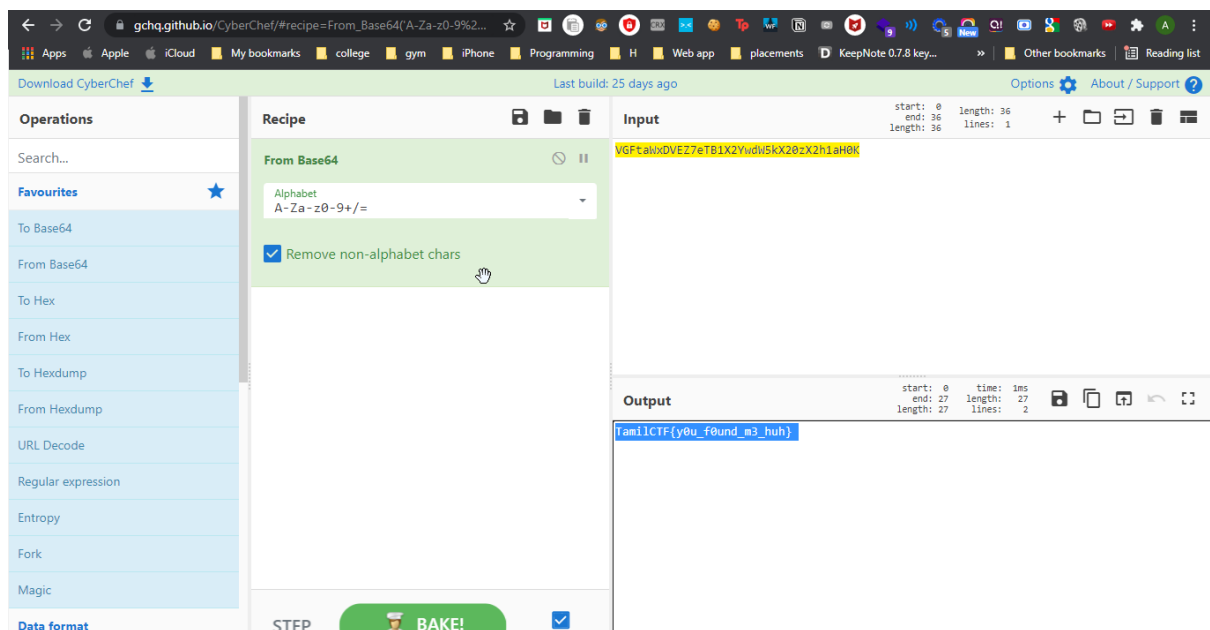 gchq.github.io/CyberChef/#recipe=From_Base64('A-Za-z0-9%2...
Apps Apple iCloud My bookmarks college gym iPhone Programming H Web app placements KeepNote 0.7.8 key... » Other bookmarks Reading list
Download CyberChef Last build: 25 days ago Options About / Support
Operations
Search...
Favourites
To Base64
From Base64
To Hex
From Hex
To Hexdump
From Hexdump
URL Decode
Regular expression
Entropy
Fork
Magic
Data format
Recipe
From Base64
Alphabet
A-Za-z0-9+/=
Remove non-alphabet chars
STEP BAKE!
Input
start: 0
end: 36
length: 36
length: 36
lines: 1
VGFtaWxDVEZ7eTB1X2YwdW5kX20zX2h1aH0K
Output
start: 0
end: 27
length: 27
time: 1ms
length: 27
lines: 2
TamilCTF{y0u_f0und_m3_huh}